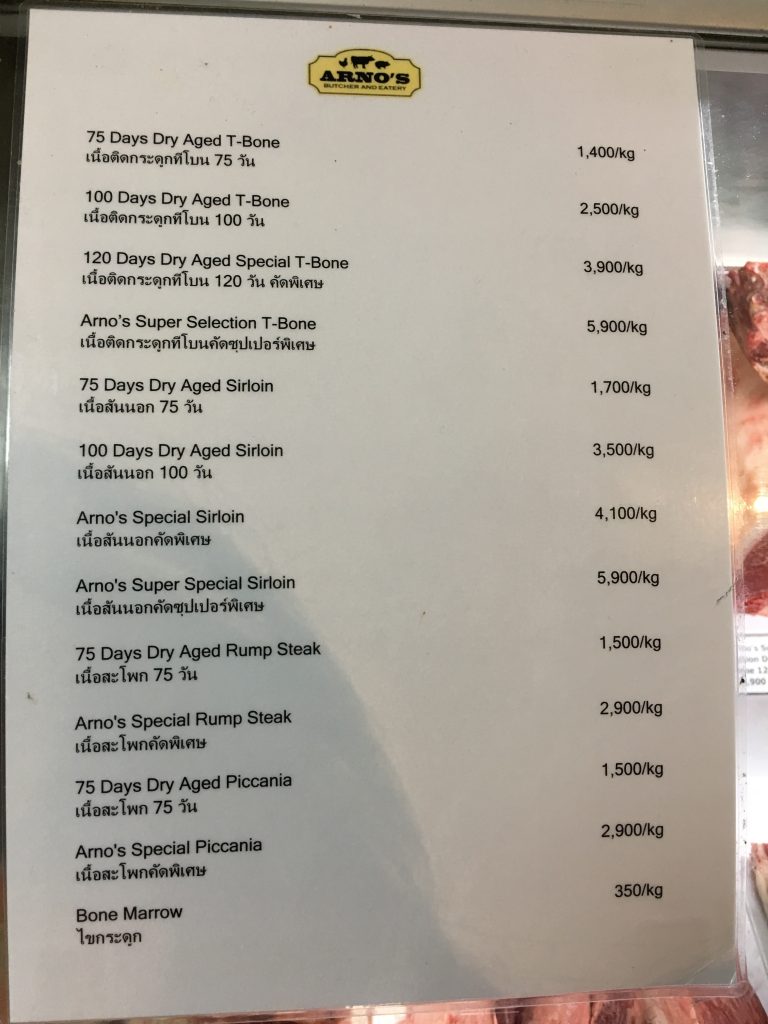 ARNO'S
BUTCHER AND EATERY
75 Days Dry Aged T-Bone
เนื้อติดกระดูกทีโบน 75 วัน
1,400/kg
100 Days Dry Aged T-Bone
เนื้อติดกระดูกทีโบน 100 วัน
2,500/kg
120 Days Dry Aged Special T-Bone
เนื้อติดกระดูกทีโบน 120 วัน คัดพิเศษ
3,900/kg
Arno's Super Selection T-Bone
เนื้อติดกระดูกทีโบนคัดซุปเปอร์พิเศษ
5,900/kg
75 Days Dry Aged Sirloin
เนื้อสันนอก 75 วัน
1,700/kg
100 Days Dry Aged Sirloin
เนื้อสันนอก 100 วัน
3,500/kg
Arno's Special Sirloin
เนื้อสันนอกคัดพิเศษ
4,100/kg
Arno's Super Special Sirloin
เนื้อสันนอกคัดซุปเปอร์พิเศษ
5,900/kg
75 Days Dry Aged Rump Steak
เนื้อสะโพก 75 วัน
1,500/kg
Arno's Special Rump Steak
เนื้อสะโพกคัดพิเศษ
2,900/kg
75 Days Dry Aged Piccania
เนื้อสะโพก 75 วัน
1,500/kg
Arno's Special Piccania
เนื้อสะโพกคัดพิเศษ
2,900/kg
Bone Marrow
ไขกระดูก
350/kg